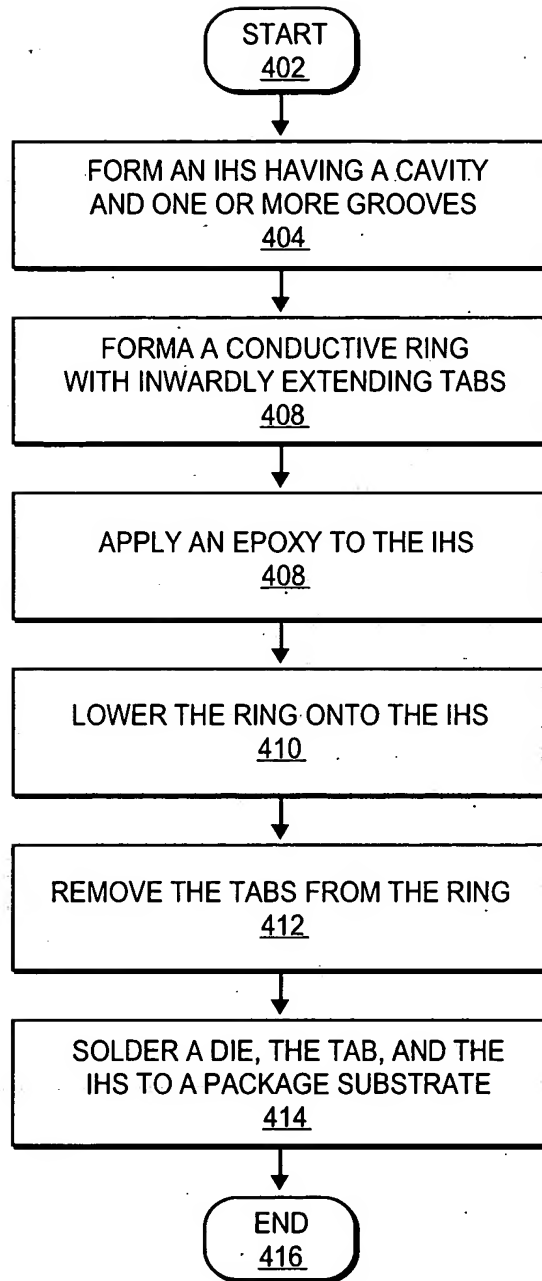 START
402
FORM AN IHS HAVING A CAVITY
AND ONE OR MORE GROOVES
404
FORMA A CONDUCTIVE RING
WITH INWARDLY EXTENDING TABS
408
APPLY AN EPOXY TO THE IHS
408
LOWER THE RING ONTO THE IHS
410
REMOVE THE TABS FROM THE RING
412
SOLDER A DIE, THE TAB, AND THE
IHS TO A PACKAGE SUBSTRATE
414
END
416